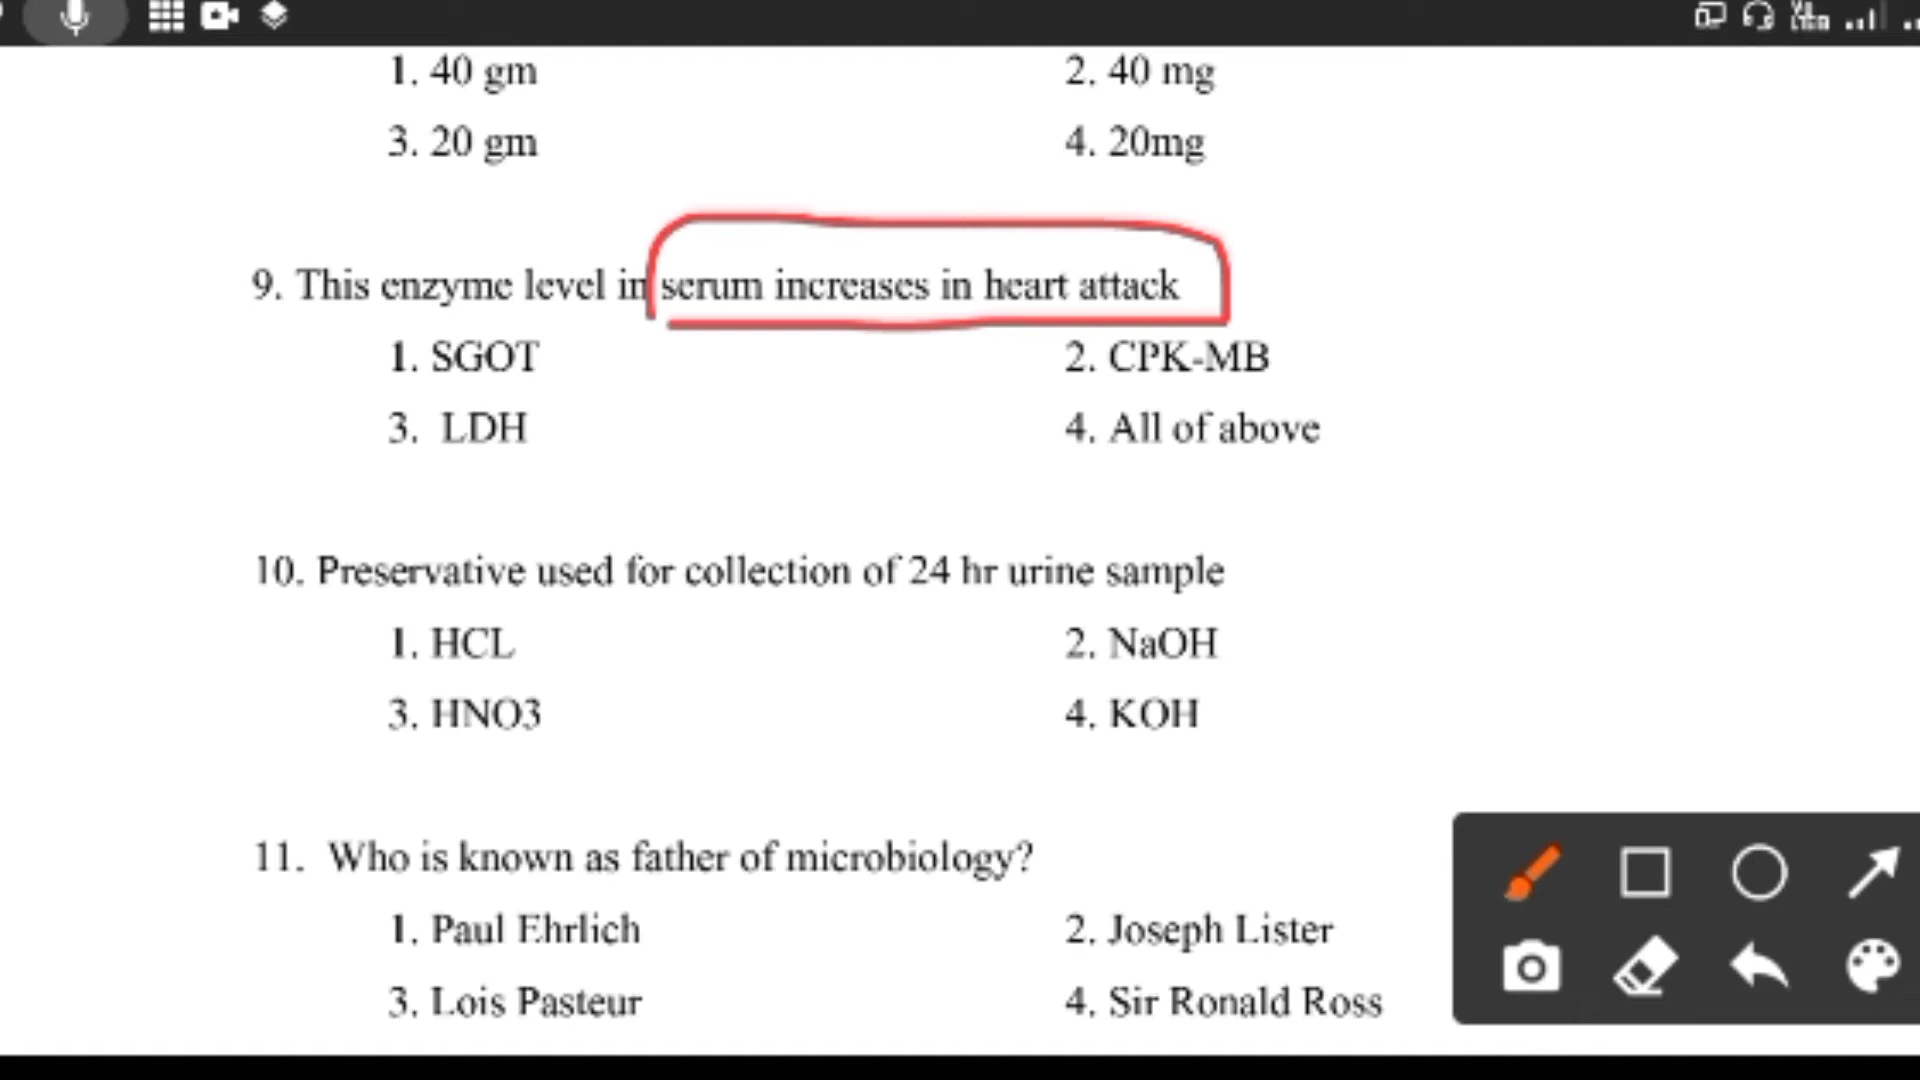 1. 40 gm 2. 40 mg
3. 20 gm 4. 20mg
9. This enzyme level in serum increases in heart attack
1. SGOT 2. CPK-MB
3. LDH 4. All of above
10. Preservative used for collection of 24 hr urine sample
1. HCL 2. NaOH
3. HNO3 4. KOH
11. Who is known as father of microbiology?
1. Paul Ehrlich 2. Joseph Lister
3. Lois Pasteur 4. Sir Ronald Ross